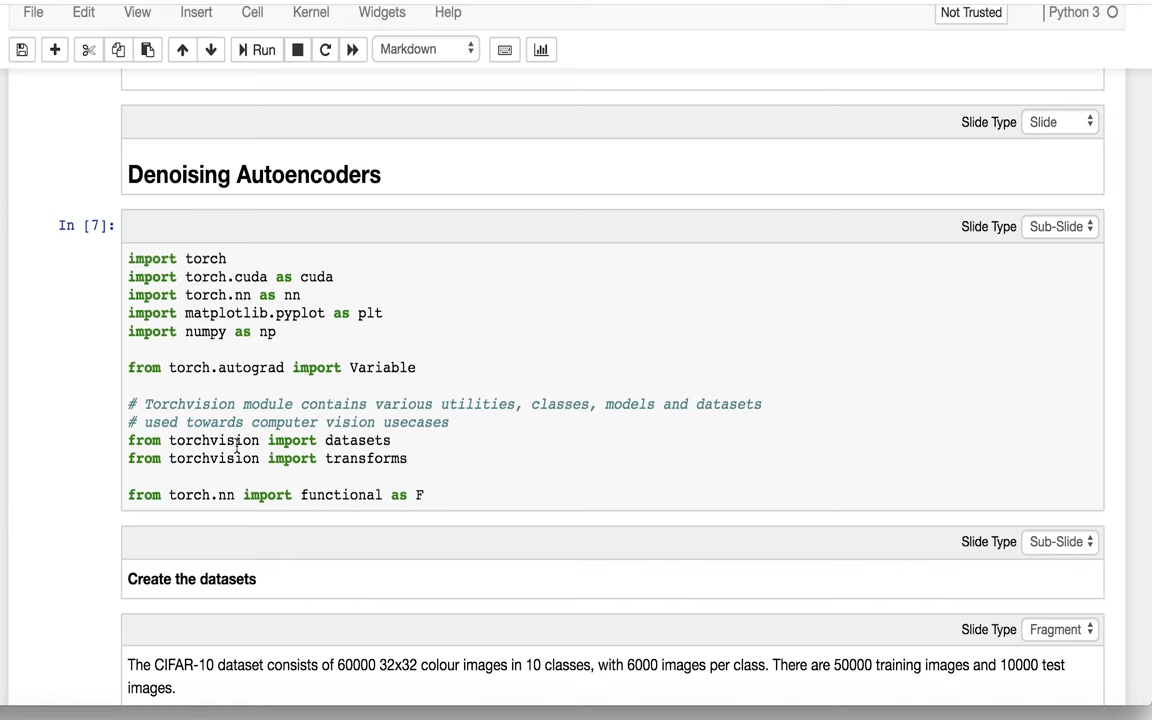 File Edit View Insert Cell Kernel Widgets Help Not Trusted Python 3
Run Markdown
Slide Type Slide
Denoising Autoencoders
In [7]:
Slide Type Sub-Slide
import torch
import torch.cuda as cuda
import torch.nn as nn
import matplotlib.pyplot as plt
import numpy as np
from torch.autograd import Variable
# Torchvision module contains various utilities, classes, models and datasets
# used towards computer vision usecases
from torchvision import datasets
from torchvision import transforms
from torch.nn import functional as F
Slide Type Sub-Slide
Create the datasets
Slide Type Fragment
The CIFAR-10 dataset consists of 60000 32x32 colour images in 10 classes, with 6000 images per class. There are 50000 training images and 10000 test
images.